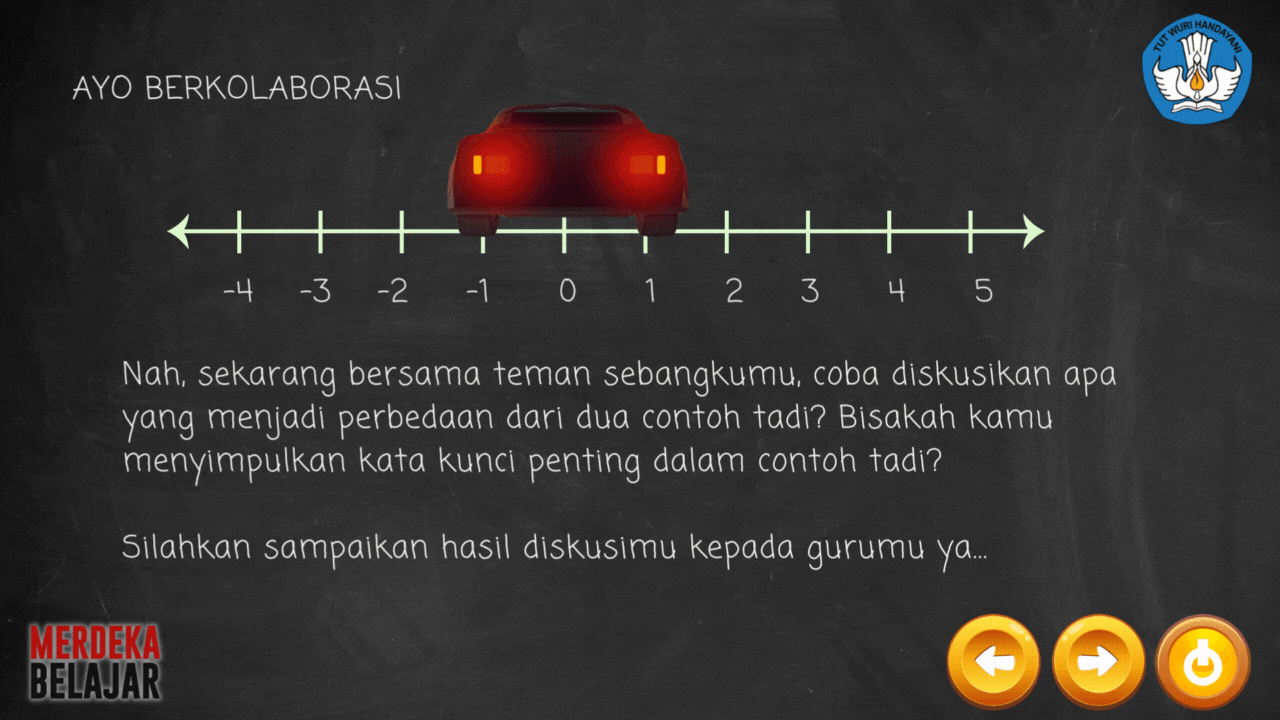 TUT WURI HANDAYANI
AYO BERKOLABORASI
-4 -3 -2 -1 0 1 2 3 4 5
Nah, sekarang bersama teman sebangkumu, coba diskusikan apa
yang menjadi perbedaan dari dua contoh tadi? Bisakah kamu
menyimpulkan kata kunci penting dalam contoh tadi?
Silahkan sampaikan hasil diskusimu kepada gurumu ya...
MERDEKA
BELAJAR